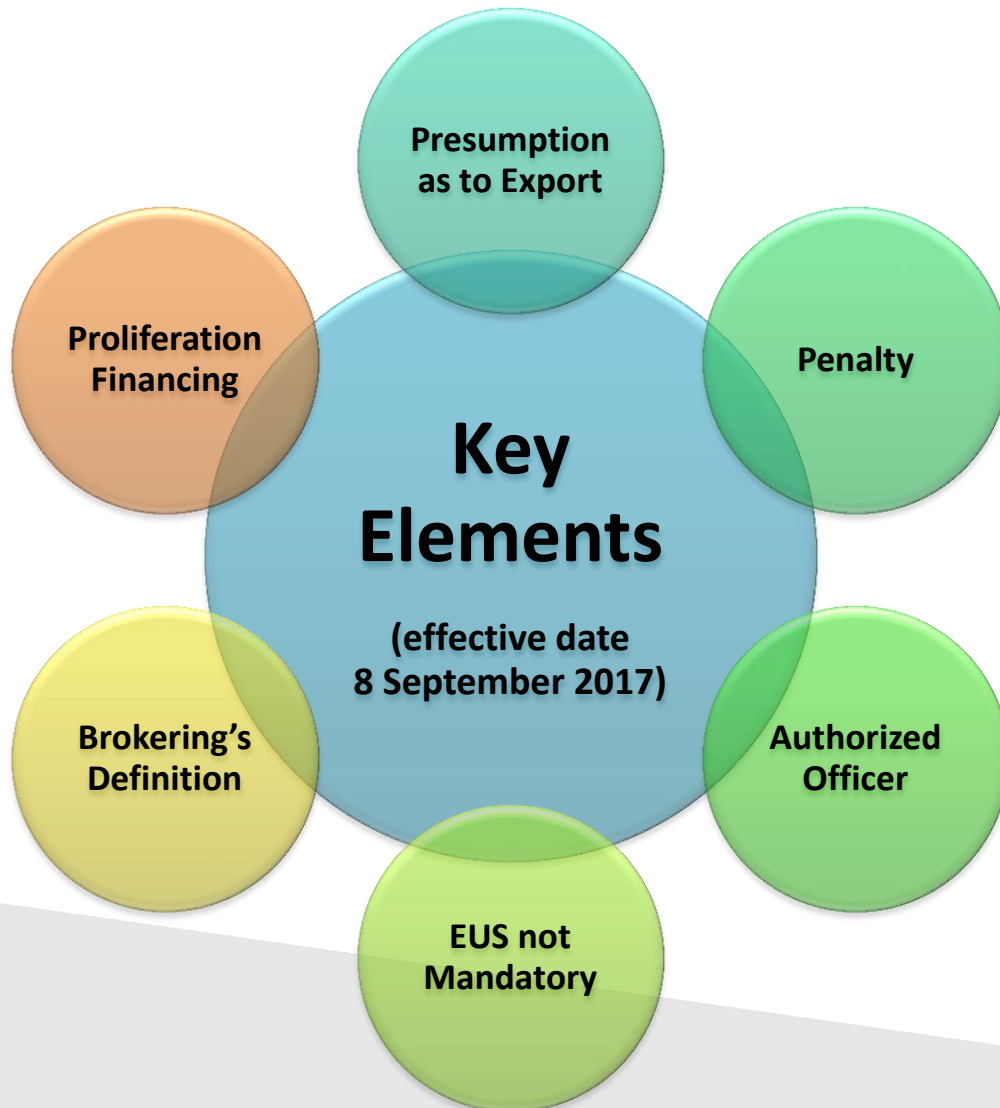 Presumption
as to Export
Proliferation
Financing
Penalty
Key
Elements
(effective date
8 September 2017)
Brokering’s
Definition
Authorized
Officer
EUS not
Mandatory